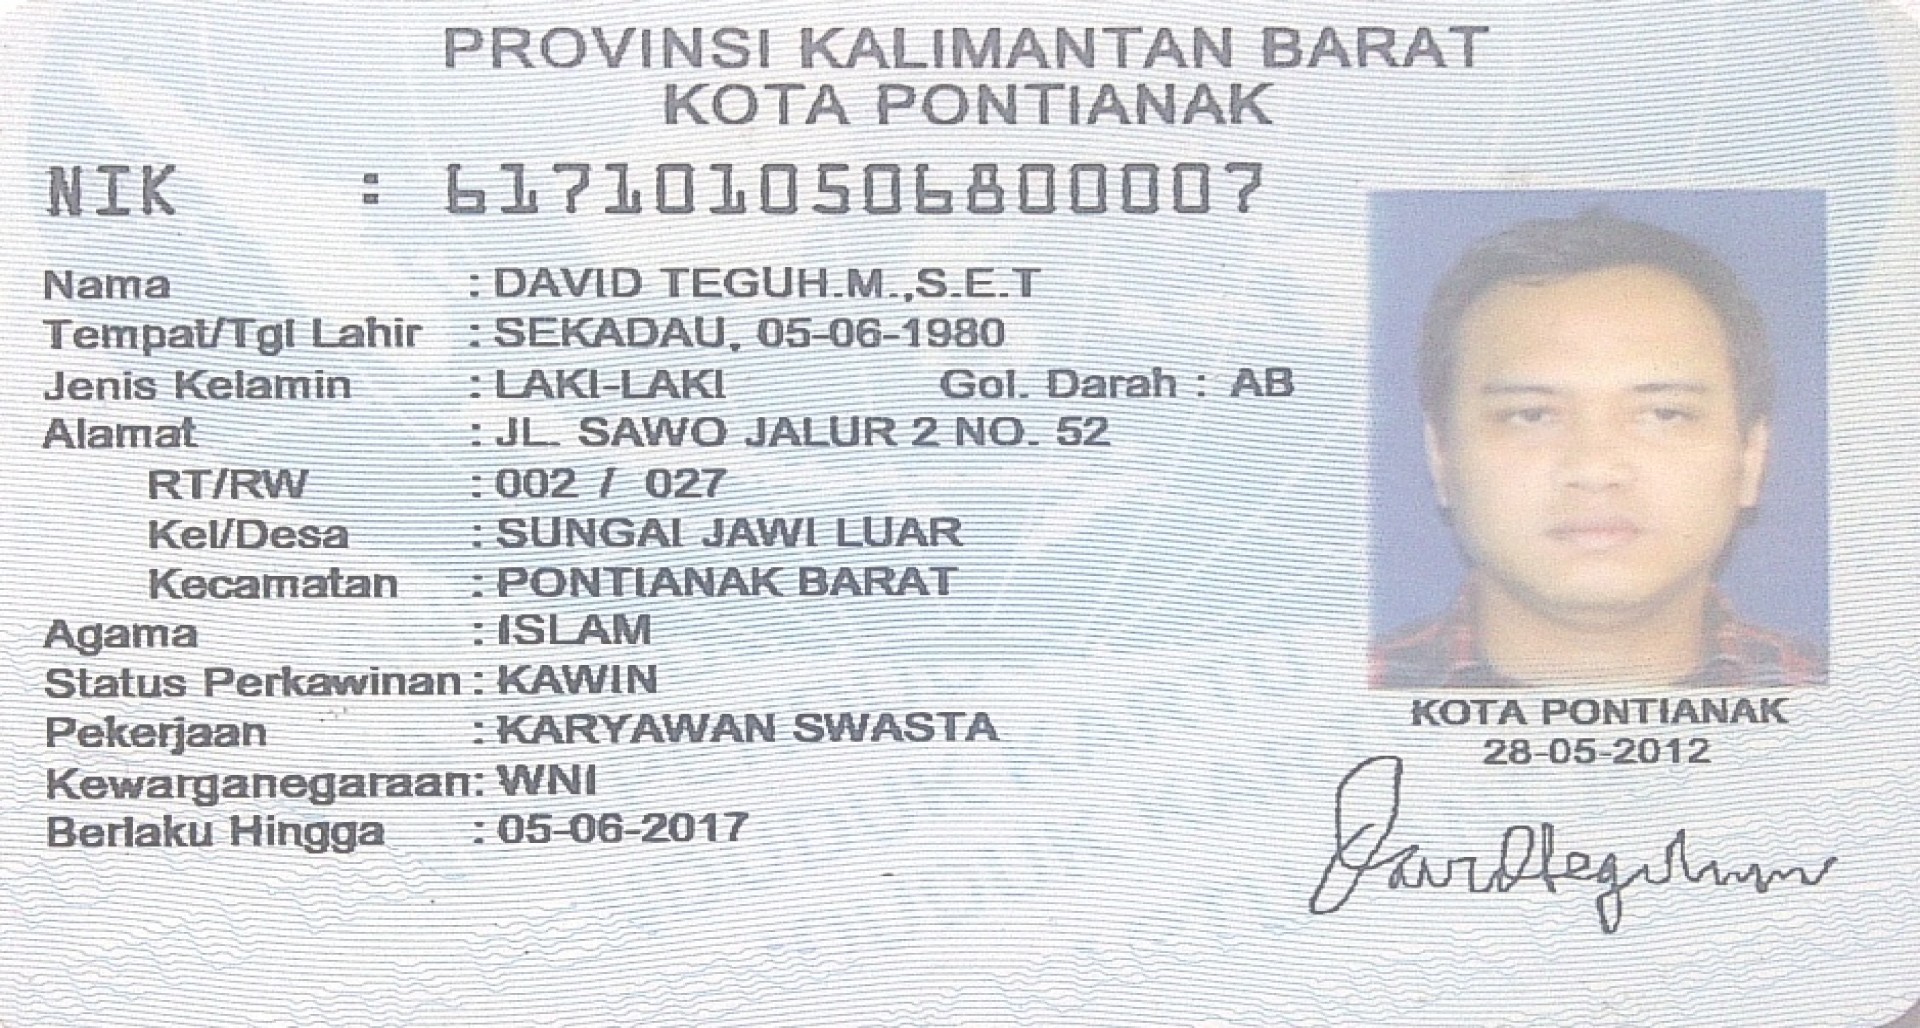 PROVINSI KALIMANTAN BARAT
KOTA PONTIANAK
NIK : 6171010506800007
Nama : DAVID TEGUH.M.,S.E.T
Tempat/Tgl Lahir : SEKADAU, 05-06-1980
Jenis Kelamin : LAKI-LAKI Gol. Darah : AB
Alamat : JL. SAWO JALUR 2 NO. 52
RT/RW : 002 / 027
Kel/Desa : SUNGAI JAWI LUAR
Kecamatan : PONTIANAK BARAT
Agama : ISLAM
Status Perkawinan : KAWIN
Pekerjaan : KARYAWAN SWASTA
Kewarganegaraan: WNI
Berlaku Hingga : 05-06-2017
KOTA PONTIANAK
28-05-2012